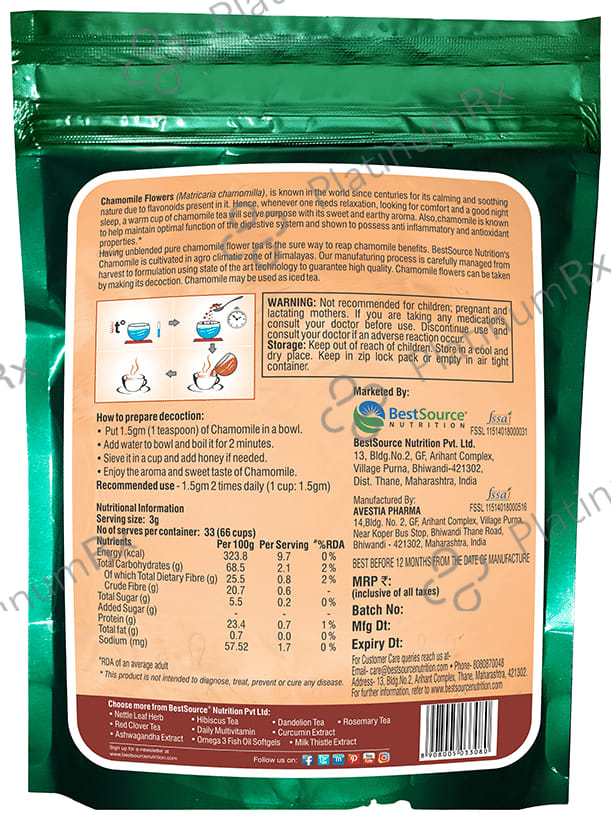 Chamomile Flowers (Matricaria chamomilla), is known in the world since centuries for its calming and soothing
nature due to flavonoids present in it. Hence, whenever one needs relaxation, looking for comfort and a good night
sleep, a warm cup of chamomile tea will serve those with its sweet and earthy aroma. Also, chamomile is known
to help maintain optimal function of the digestive system and shown to possess anti inflammatory and antioxidant
properties.*
Having unblended pure chamomile flower tea is the sure way to reap chamomile benefits. BestSource Nutrition's
Chamomile is cultivated in agro climatic zone of Himalayas. Our manufaturing process is carefully managed from
harvest to formulation using state of the art technology to guarantee high quality. Chamomile flowers can be taken
by making its decoction. Chamomile may be used as iced tea.
t°
WARNING: Not recommended for children; pregnant and
lactating mothers. If you are taking any medications,
consult your doctor before use. Discontinue use and
consult your doctor if an adverse reaction occur.
Storage: Keep out of reach of children. Store in a cool and
dry place. Keep in zip lock pack or empty in air tight
container.
How to prepare decoction:
• Put 1.5gm (1 teaspoon) of Chamomile in a bowl.
• Add water to bowl and boil it for 2 minutes.
• Sieve it in a cup and add honey if needed.
• Enjoy the aroma and sweet taste of Chamomile.
Recommended use - 1.5gm 2 times daily (1 cup: 1.5gm)
Nutritional Information
Serving size: 3g
No of serves per container: 33 (66 cups)
Nutrients Per 100g Per Serving #%RDA
Energy (kcal) 323.8 9.7 0%
Total Carbohydrates (g) 68.5 2.1 2%
Of which Total Dietary Fibre (g) 25.5 0.8 2%
Crude Fibre (g) 20.7 0.6 -
Total Sugar (g) 5.5 0.2 0%
Added Sugar (g) - - -
Protein (g) 23.4 0.7 1%
Total fat (g) 0.7 0.0 0%
Sodium (mg) 57.52 1.7 0%
#RDA of an average adult
* This product is not intended to diagnose, treat, prevent or cure any disease.
Marketed By:
BestSource®
NUTRITION
fssai
FSSL 11514018000031
BestSource Nutrition Pvt. Ltd.
13, Bldg.No.2, GF, Arihant Complex,
Village Purna, Bhiwandi-421302,
Dist. Thane, Maharashtra, India
Manufactured By:
AVESTIA PHARMA
fssai
FSSL 11514018000516
14,Bldg. No. 2, GF, Arihant Complex, Village Purna,
Near Koper Bus Stop, Bhiwandi Thane Road,
Bhiwandi - 421302, Maharashtra, India
BEST BEFORE 12 MONTHS FROM THE DATE OF MANUFACTURE
MRP ₹:
(inclusive of all taxes)
Batch No:
Mfg Dt:
Expiry Dt:
For Customer Care queries reach us at-
Email- care@bestsourcenutrition.com • Phone- 8080870048
Address- 13, Bldg.No.2, Arihant Complex, Thane, Maharashtra, 421302.
For further information, refer to www.bestsourcenutrition.com
Choose more from BestSource® Nutrition Pvt Ltd:
• Nettle Leaf Herb • Hibiscus Tea • Dandelion Tea • Rosemary Tea
• Red Clover Tea • Daily Multivitamin • Curcumin Extract
• Ashwagandha Extract • Omega 3 Fish Oil Softgels • Milk Thistle Extract
Sign up for e-newsletter at
www.bestsourcenutrition.com
Follow us on:
8 908005 033080
PlatinumRx
PlatinumRx
PlatinumRx
PlatinumRx